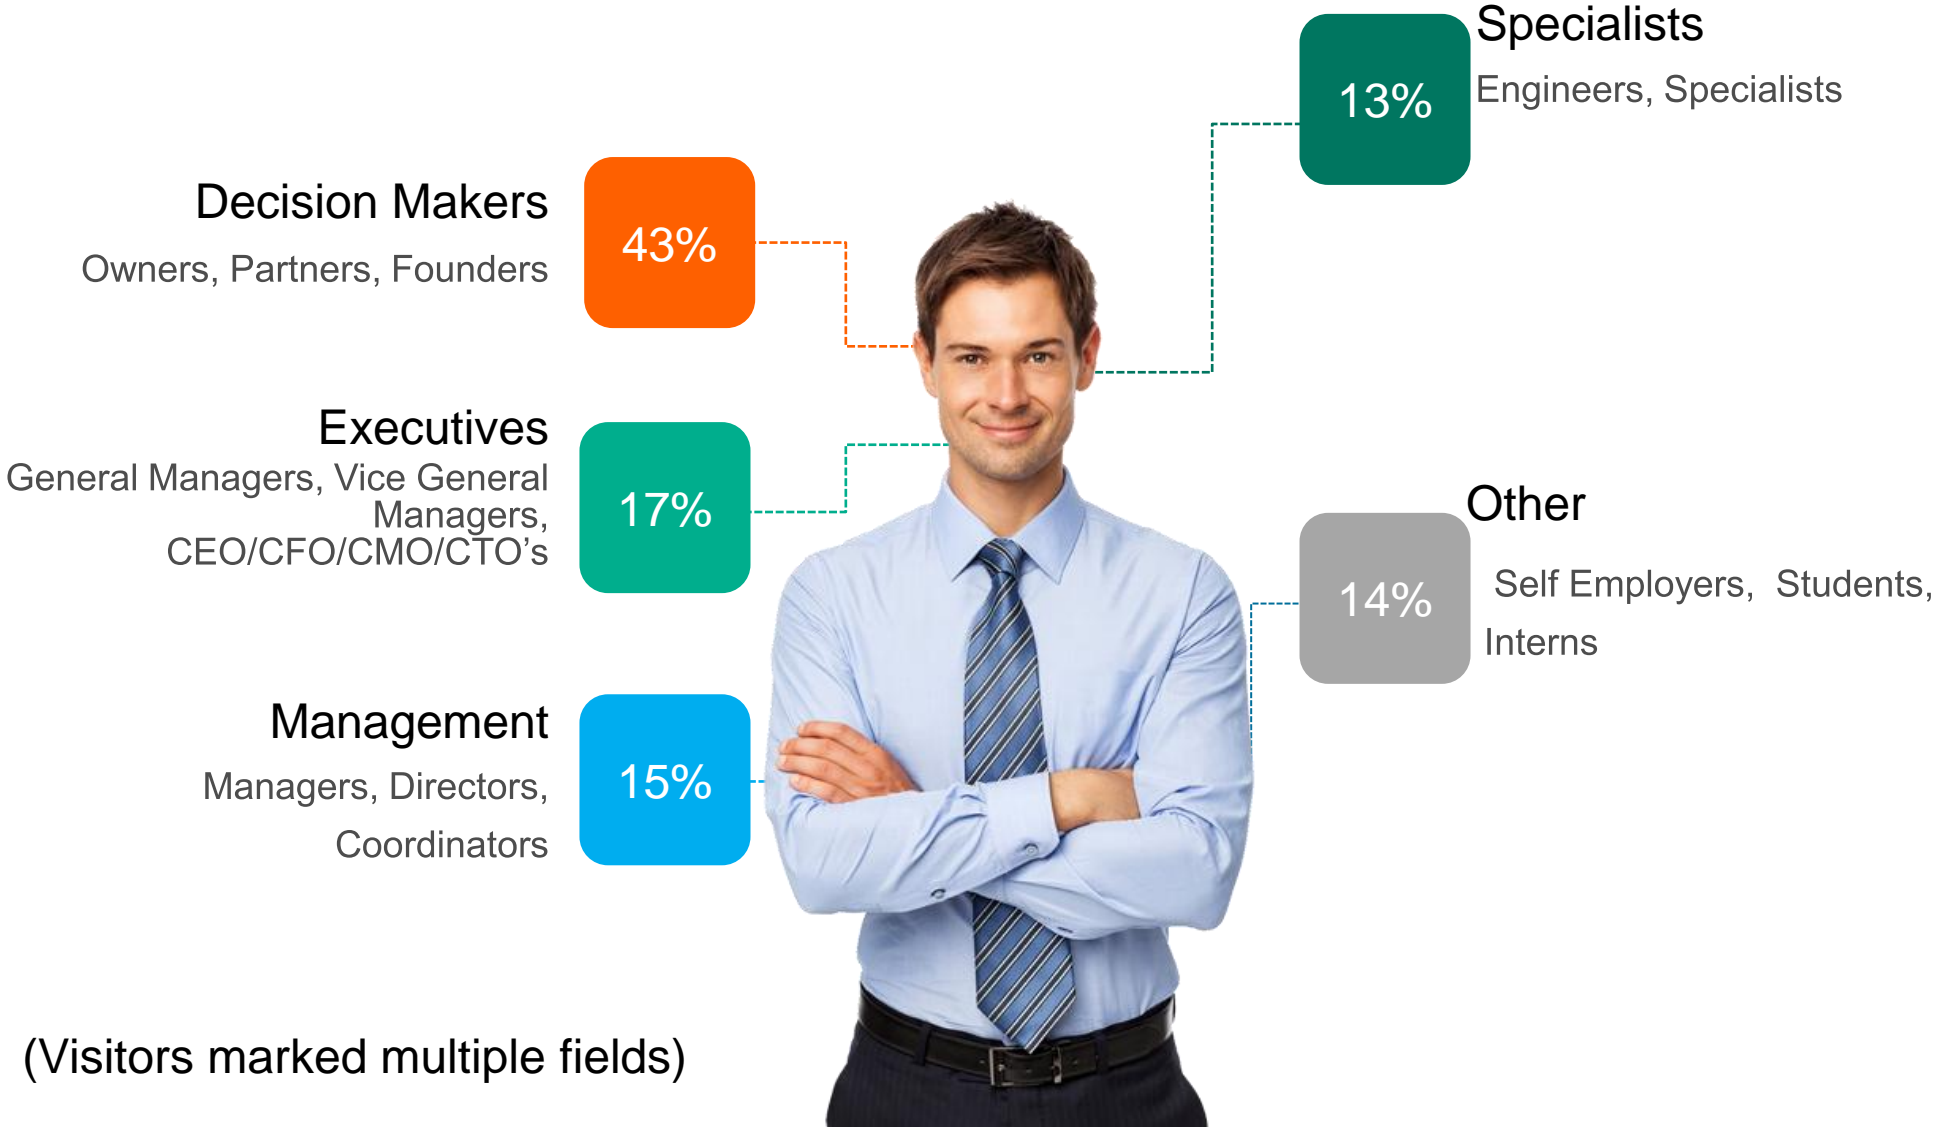 Specialists
Engineers, Specialists
13%
Decision Makers
Owners, Partners, Founders
43%
Executives
General Managers, Vice General
Managers,
CEO/CFO/CMO/CTO’s
17%
Other
Self Employers,  Students,
Interns
14%
Management
Managers, Directors,
Coordinators
15%
(Visitors marked multiple fields)